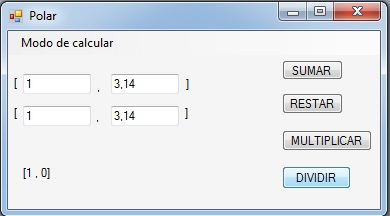 Polar
Modo de calcular
[ 1 , 3,14 ]
SUMAR
[ 1 , 3,14 ]
RESTAR
MULTIPLICAR
[1 , 0]
DIVIDIR